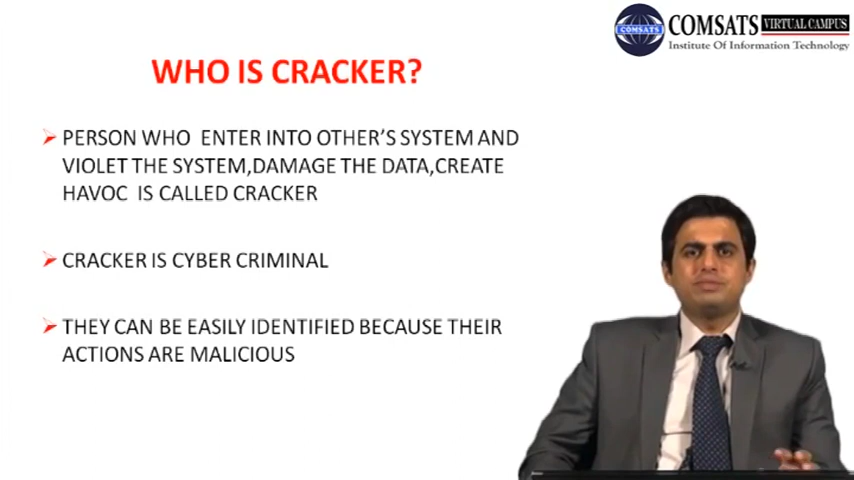 COMSATS VIRTUAL CAMPUS
Institute Of Information Technology
COMSATS
WHO IS CRACKER?
PERSON WHO ENTER INTO OTHER'S SYSTEM AND
VIOLET THE SYSTEM,DAMAGE THE DATA,CREATE
HAVOC IS CALLED CRACKER
CRACKER IS CYBER CRIMINAL
THEY CAN BE EASILY IDENTIFIED BECAUSE THEIR
ACTIONS ARE MALICIOUS